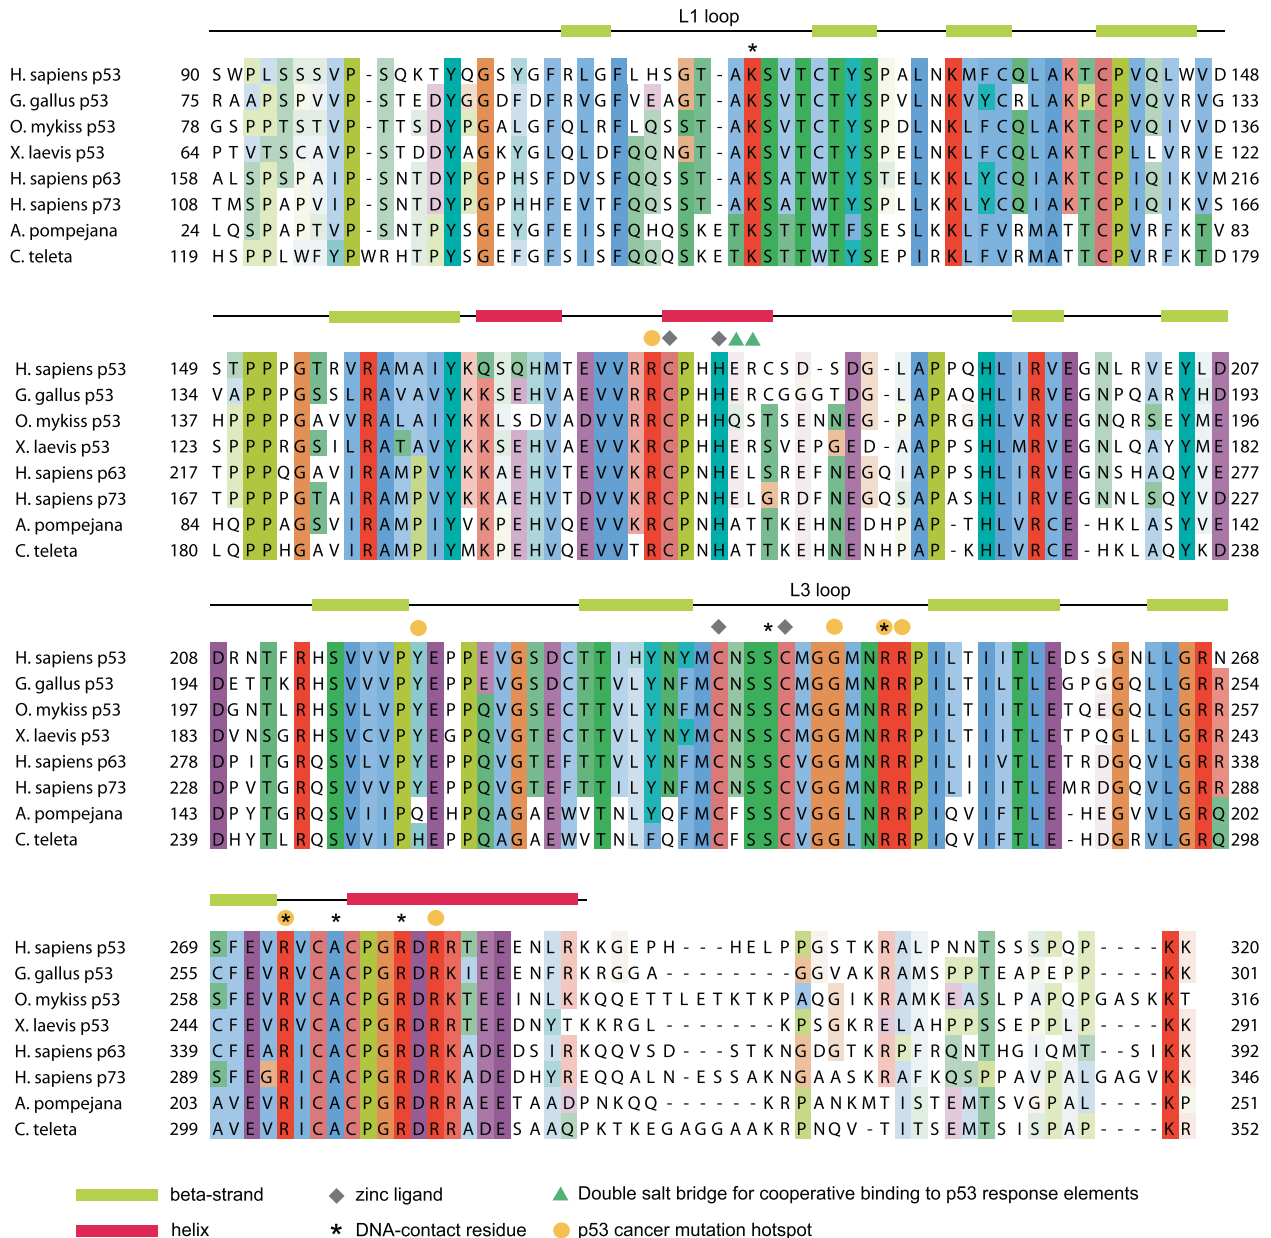 L1 loop
*
H. sapiens p53 90 SWPLSSSVP-SQKTYQGSYGFRLGFLHSGT-AKSVTCTYSPALNKMFCQLAKTCPVQLWVD 148
G. gallus p53 75 RAAPSPVVP-STEDYGGDFDFRVGFVEAGT-AKSVTCTYSPVLNKVYCRLAKPCPVQVRVG 133
O. mykiss p53 78 GSPPTSTVP-TTSDYPGALGFQLRFLQSST-AKSVTCTYSPDLNKLFCQLAKTCPVQIVVD 136
X. laevis p53 64 PTVTSCAVP-STDDYAGKYGLQLDFQQNGT-AKSVTCTYSPELNKLFCQLAKTCPLLVRVE 122
H. sapiens p63 158 ALSPSPAIP-SNTDYPGPHSFDVSFQQSST-AKSATWTYSTELKKLYCQIAKTCPIQIKVM 216
H. sapiens p73 108 TMSPAPVIP-SNTDYPGPHHFEVTFQQSST-AKSATWTYSPLLKKLYCQIAKTCPIQIKVS 166
A. pompejana 24 LQSPAPTVP-SNTPYSGEYGFEISFQHQSKETKSTTWTFSESLKKLFVRMATTCPVRFKTV 83
C. teleta 119 HSPPLWFYPWRHTPYSGEFGFSISFQQQSKETKSTTWTYSEPIRKLFVRMATTCPVRFKTD 179
H. sapiens p53 149 STPPPGTRVRAMAIYKQSQHMTEVVRRCPHHERCSD-SDG-LAPPQHLIRVEGNLRVEYLD 207
G. gallus p53 134 VAPPPGSSLRAVAVYKKSEHVAEVVRRCPHHERCGGGTDG-LAPAQHLIRVEGNPQARYHD 193
O. mykiss p53 137 HPPPPGAVVRALAIYKKLSDVADVVRRCPHHQSTSENNEG-PAPRGHLVRVEGNQRSEYME 196
X. laevis p53 123 SPPPRGSILRATAVYKKSEHVAEVVKRCPHHERSVEPGED-AAPPSHLMRVEGNLQAYYME 182
H. sapiens p63 217 TPPPQGAVIRAMPVYKKAEHVTEVVKRCPNHELSREFNEGQIAPPSHLIRVEGNSHAQYVE 277
H. sapiens p73 167 TPPPPGTAIRAMPVYKKAEHVTDVVKRCPNHELGRDFNEGQSAPASHLIRVEGNNLSQYVD 227
A. pompejana 84 HQPPAGSVIRAMPIYVKPEHVQEVVKRCPNHATTKEHNEDHPAP-THLVRCE-HKLASYVE 142
C. teleta 180 LQPPHGAVIRAMPIYMKPEHVQEVVTRCPNHATTKEHNENHPAP-KHLVRCE-HKLAQYKD 238
L3 loop
* *
H. sapiens p53 208 DRNTFRHSVVVPYEPPEVGSDCTTIHYNYMCNSSCMGGMNRRPILTIITLEDSSGNLLGRN 268
G. gallus p53 194 DETTKRHSVVVPYEPPEVGSDCTTVLYNFMCNSSCMGGMNRRPILTILTLEGPGGQLLGRR 254
O. mykiss p53 197 DGNTLRHSVLVPYEPPQVGSECTTVLYNFMCNSSCMGGMNRRPILTIITLETQEGQLLGRR 257
X. laevis p53 183 DVNSGRHSVCVPYEGPQVGTECTTVLYNYMCNSSCMGGMNRRPILTIITLETPQGLLLGRR 243
H. sapiens p63 278 DPITGRQSVLVPYEPPQVGTEFTTVLYNFMCNSSCVGGMNRRPILIIVTLETRDGQVLGRR 338
H. sapiens p73 228 DPVTGRQSVVVPYEPPQVGTEFTTILYNFMCNSSCVGGMNRRPILIIITLEMRDGQVLGRR 288
A. pompejana 143 DPYTGRQSVVIPQEHPQAGAEWVTNLYQFMCFSSCVGGLNRRPIQVIFTLE-HEGVVLGRQ 202
C. teleta 239 DHYTLRQSVIIPHEPPQAGAEWVTNLFQFMCFSSCVGGLNRRPIQVIFTLE-HDGRVLGRQ 298
* * *
H. sapiens p53 269 SFEVRVCACPGRDRRTEEENLRKKGEPH---HELPPGSTKRALPNNTSSSPQP----KK 320
G. gallus p53 255 CFEVRVCACPGRDRKIEEENFRKRGGA--------GGVAKRAMSPPTEAPEPP----KK 301
O. mykiss p53 258 SFEVRVCACPGRDRKTEEINLKKQQETTLETKTKPAQGIKRAMKEASLPAPQPGASKKT 316
X. laevis p53 244 CFEVRVCACPGRDRRTEEDNYTKKRGL-------KPSGKRELAHPPSSEPPLP----KK 291
H. sapiens p63 339 CFEARICACPGRDRKADEDSIRKQQVSD---STKNGDGTKRPFRQNTHGIQMT--SIKK 392
H. sapiens p73 289 SFEGRICACPGRDRKADEDHYREQQALN-ESSAKNGAASKRAFKQSPPAVPALGAGVKK 346
A. pompejana 203 AVEVRICACPGRDRRAEETAADPNKQQ------KRPANKMTISTEMTSVGPAL----KP 251
C. teleta 299 AVEVRICACPGRDRRADESAAQPKTKEGAGGAAKRPNQV-TITSEMTSISPAP----KR 352
beta-strand
zinc ligand
Double salt bridge for cooperative binding to p53 response elements
helix
* DNA-contact residue
p53 cancer mutation hotspot